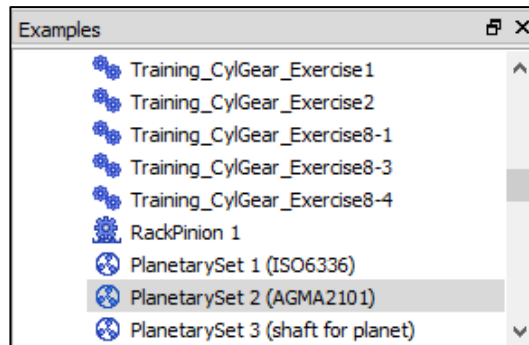 Examples
Training_CylGear_Exercise1
Training_CylGear_Exercise2
Training_CylGear_Exercise8-1
Training_CylGear_Exercise8-3
Training_CylGear_Exercise8-4
RackPinion 1
PlanetarySet 1 (ISO6336)
PlanetarySet 2 (AGMA2101)
PlanetarySet 3 (shaft for planet)